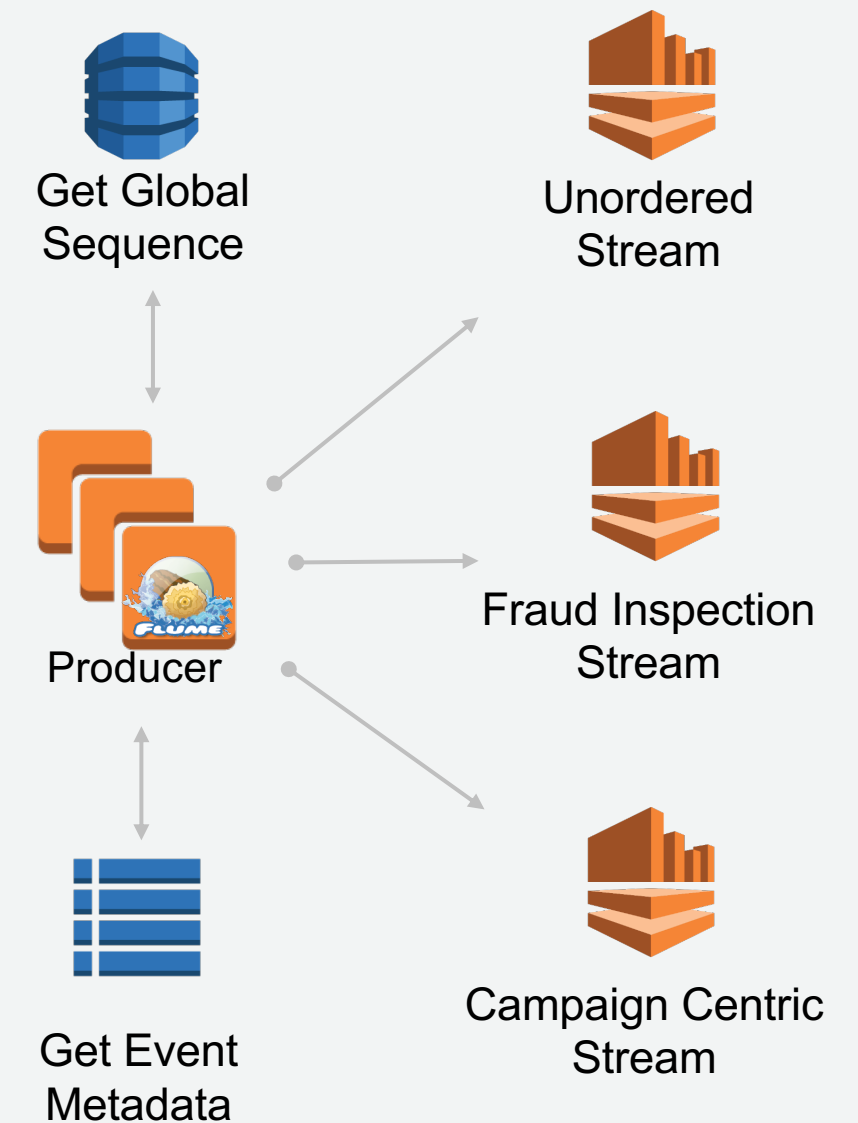 Get Global
Sequence
Unordered
Stream
FLUME
Producer
Fraud Inspection
Stream
Get Event
Metadata
Campaign Centric
Stream